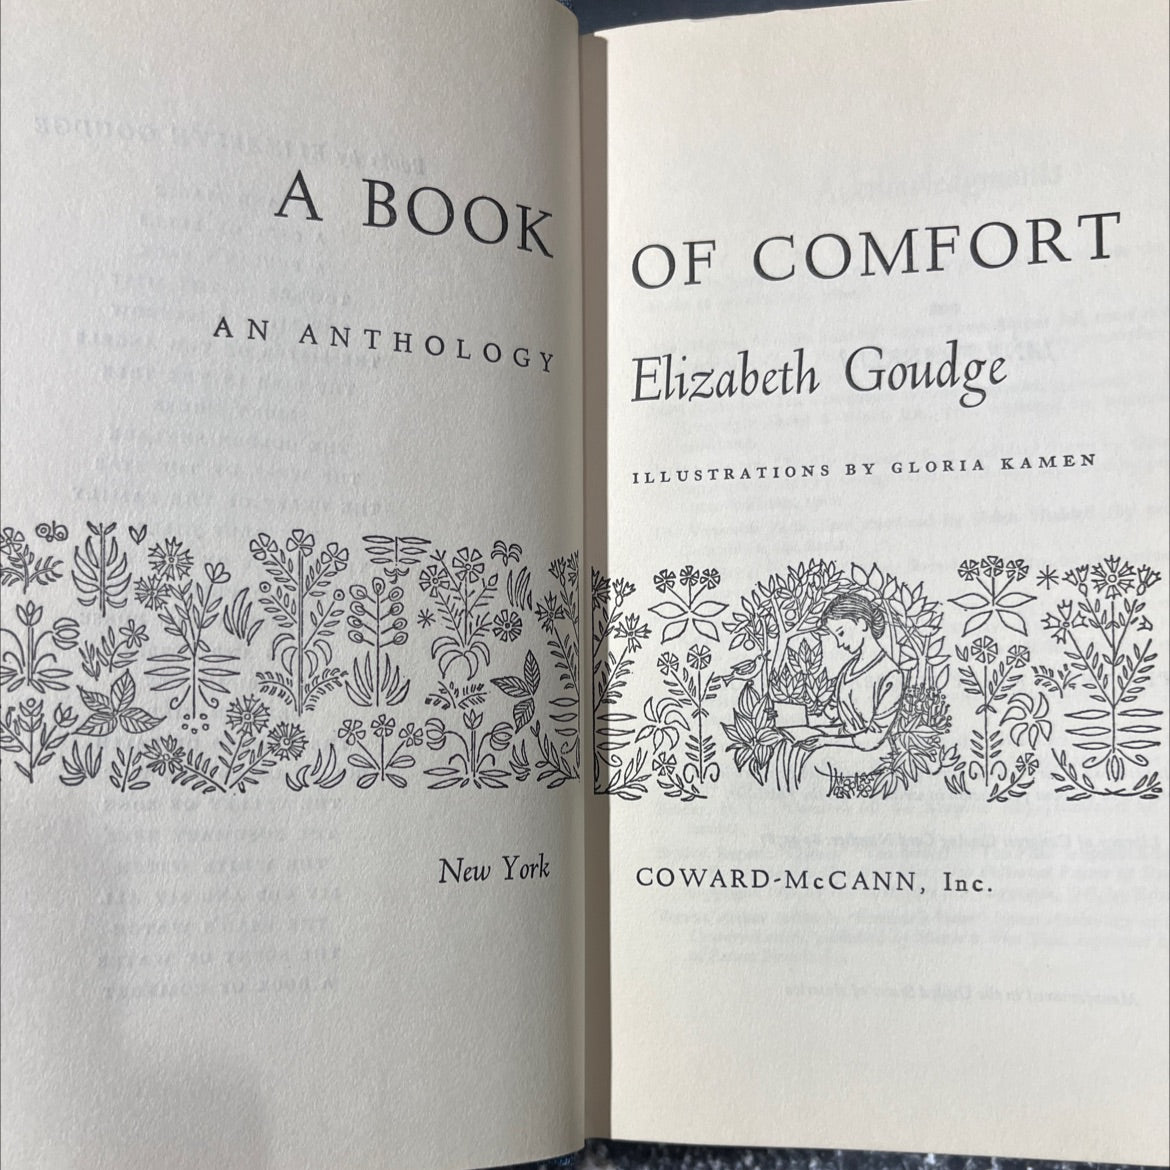 A BOOK
AN ANTHOLOGY
New York
OF COMFORT
Elizabeth Goudge
ILLUSTRATIONS BY GLORIA KAMEN
COWARD-McCANN, Inc.